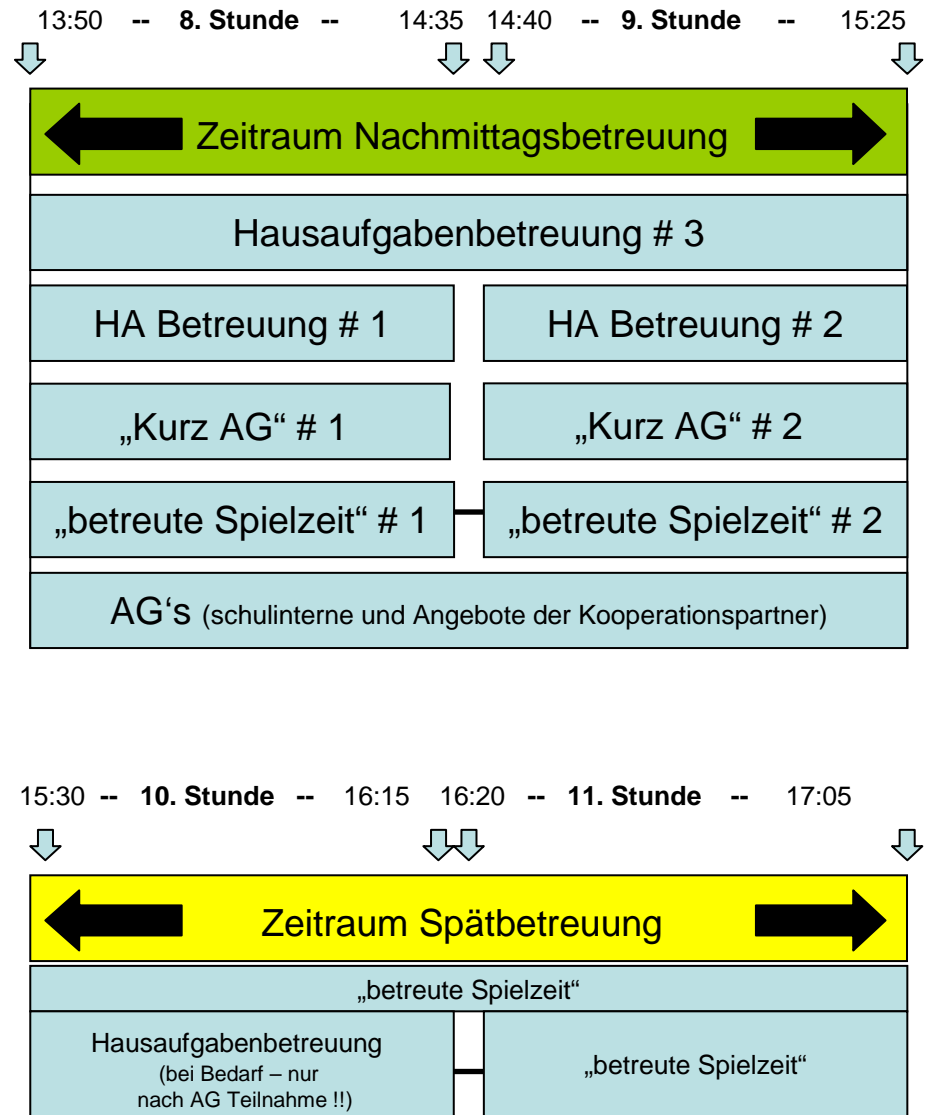 13:50 -- 8. Stunde -- 14:35 14:40 -- 9. Stunde -- 15:25
Zeitraum Nachmittagsbetreuung
Hausaufgabenbetreuung # 3
HA Betreuung # 1
HA Betreuung # 2
„Kurz AG“ # 1
„Kurz AG“ # 2
„betreute Spielzeit“ # 1
„betreute Spielzeit“ # 2
AG‘s (schulinterne und Angebote der Kooperationspartner)
15:30 -- 10. Stunde -- 16:15 16:20 -- 11. Stunde -- 17:05
Zeitraum Spätbetreuung
„betreute Spielzeit“
Hausaufgabenbetreuung
(bei Bedarf – nur
nach AG Teilnahme !!)
„betreute Spielzeit“